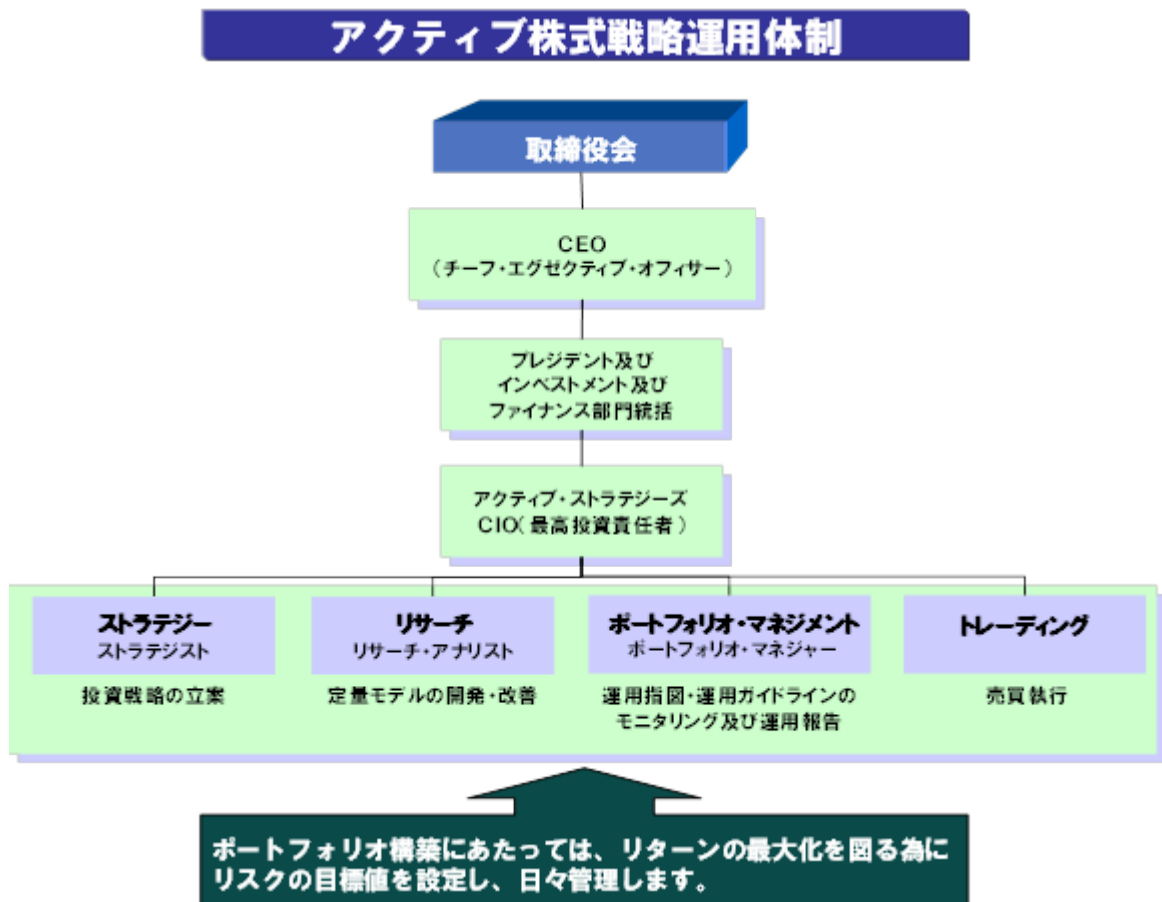 アクティブ株式戦略運用体制
取締役会
CEO
（チーフ・エグゼクティブ・オフィサー）
プレジデント及び
インベストメント及び
ファイナンス部門統括
アクティブ・ストラテジーズ
CIO（最高投資責任者）
ストラテジー
ストラテジスト
投資戦略の立案
リサーチ
リサーチ・アナリスト
定量モデルの開発・改善
ポートフォリオ・マネジメント
ポートフォリオ・マネジャー
運用指図・運用ガイドラインの
モニタリング及び運用報告
トレーディング
売買執行
ポートフォリオ構築にあたっては、リターンの最大化を図る為に
リスクの目標値を設定し、日々管理します。